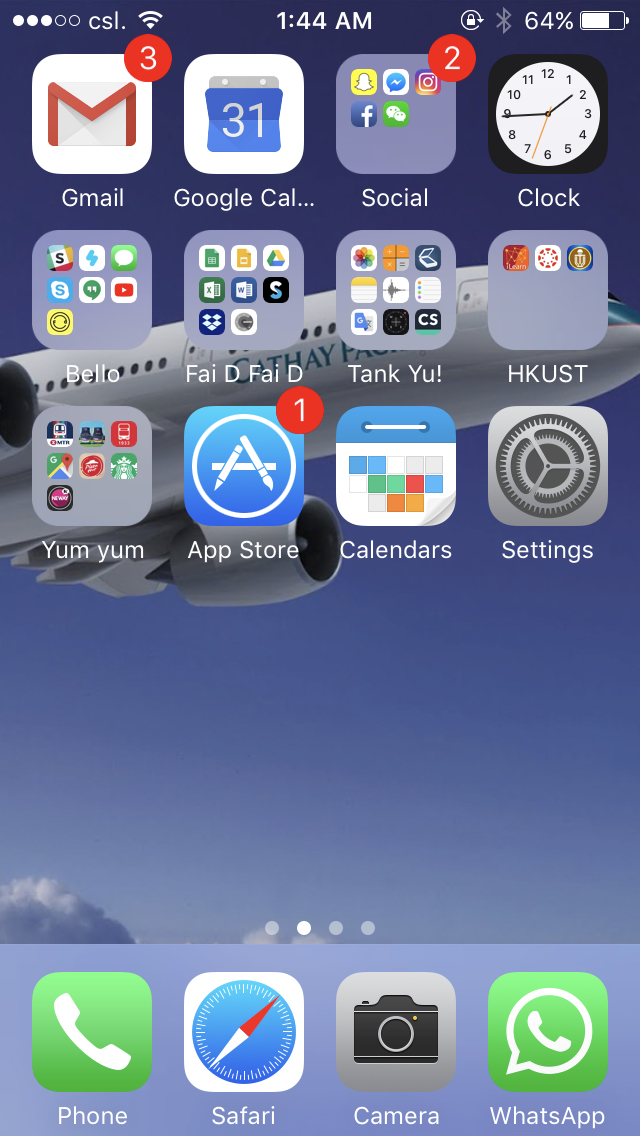 csl.
1:44 AM
64%
3
2
31
12
1
2
3
4
5
6
7
8
9
10
11
Gmail
Google Cal...
Social
Clock
CS
CATHAY PAC
Bello
Fai D Fai D
Tank Yu!
HKUST
1
Yum yum
App Store
Calendars
Settings
Phone
Safari
Camera
WhatsApp